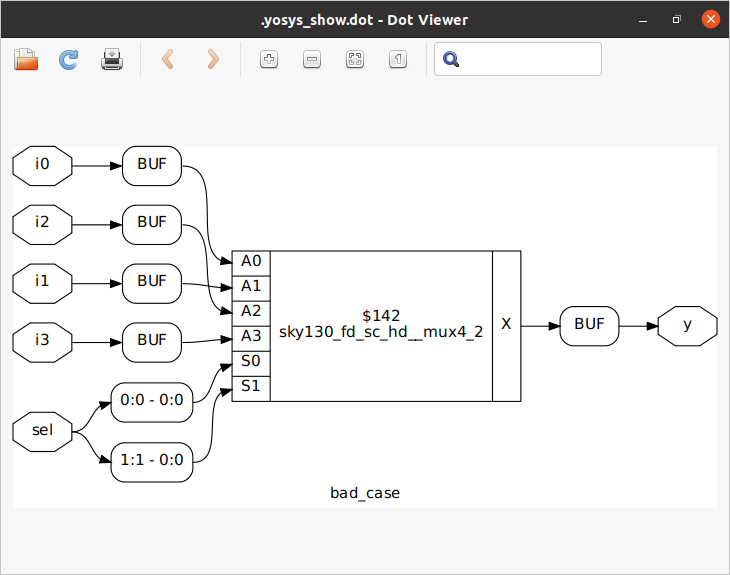 .yosys_show.dot - Dot Viewer
1
i0
BUF
i2
BUF
i1
BUF
i3
BUF
sel
0:0 - 0:0
1:1 - 0:0
A0
A1
A2
A3
S0
S1
$142
sky130_fd_sc_hd__mux4_2
X
BUF
y
bad_case